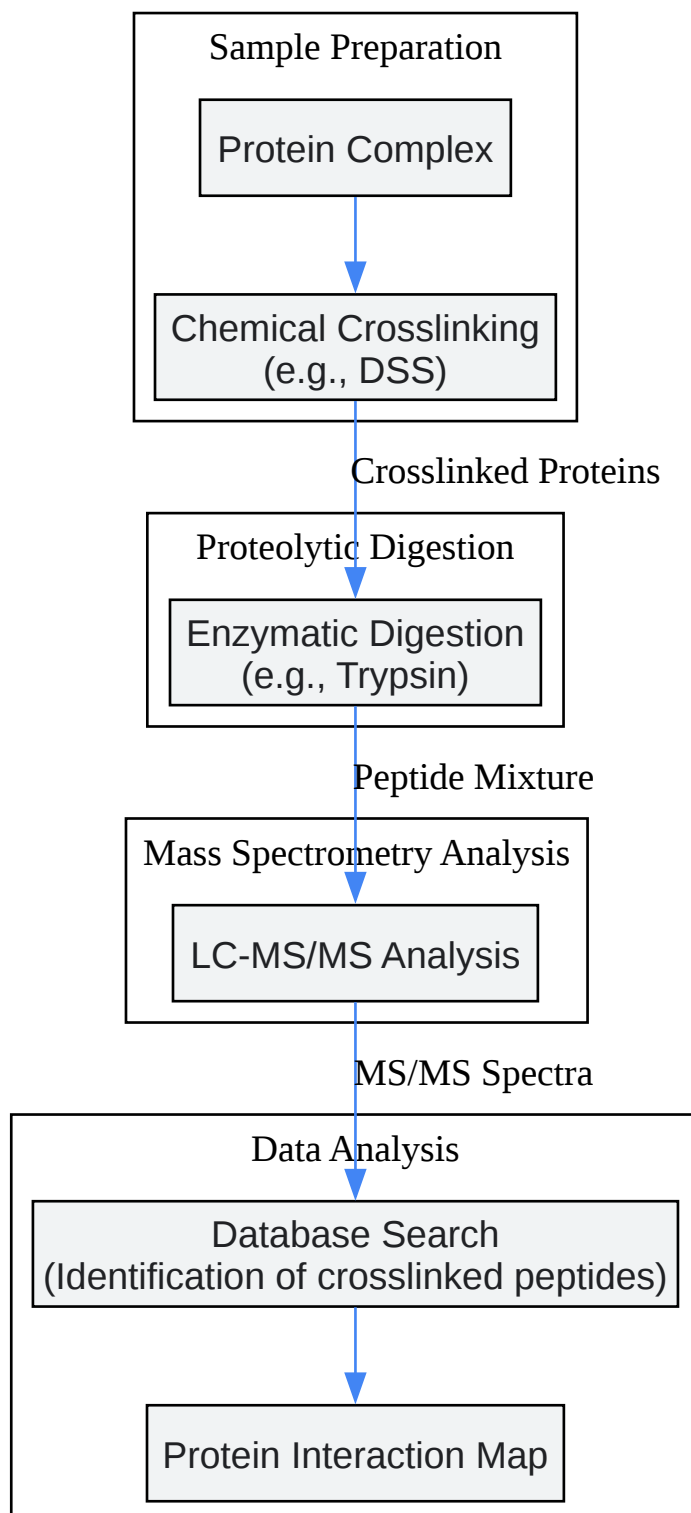 Sample Preparation
Protein Complex
Chemical Crosslinking
(e.g., DSS)
Crosslinked Proteins
Proteolytic Digestion
Enzymatic Digestion
(e.g., Trypsin)
Peptide Mixture
Mass Spectrometry Analysis
LC-MS/MS Analysis
MS/MS Spectra
Data Analysis
Database Search
(Identification of crosslinked peptides)
Protein Interaction Map